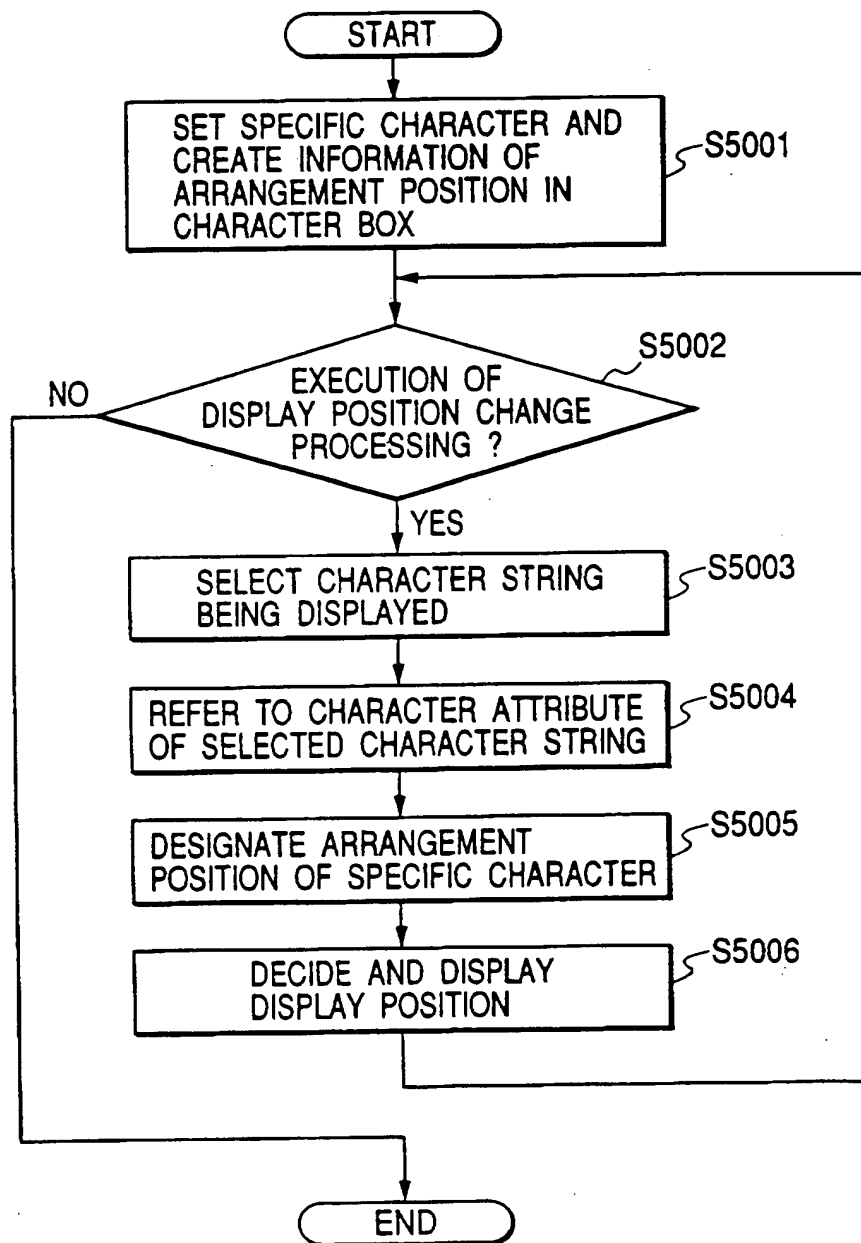 START
SET SPECIFIC CHARACTER AND
CREATE INFORMATION OF
ARRANGEMENT POSITION IN
CHARACTER BOX
S5001
S5002
NO
EXECUTION OF
DISPLAY POSITION CHANGE
PROCESSING ?
YES
SELECT CHARACTER STRING
BEING DISPLAYED
S5003
REFER TO CHARACTER ATTRIBUTE
OF SELECTED CHARACTER STRING
S5004
DESIGNATE ARRANGEMENT
POSITION OF SPECIFIC CHARACTER
S5005
DECIDE AND DISPLAY
DISPLAY POSITION
S5006
END